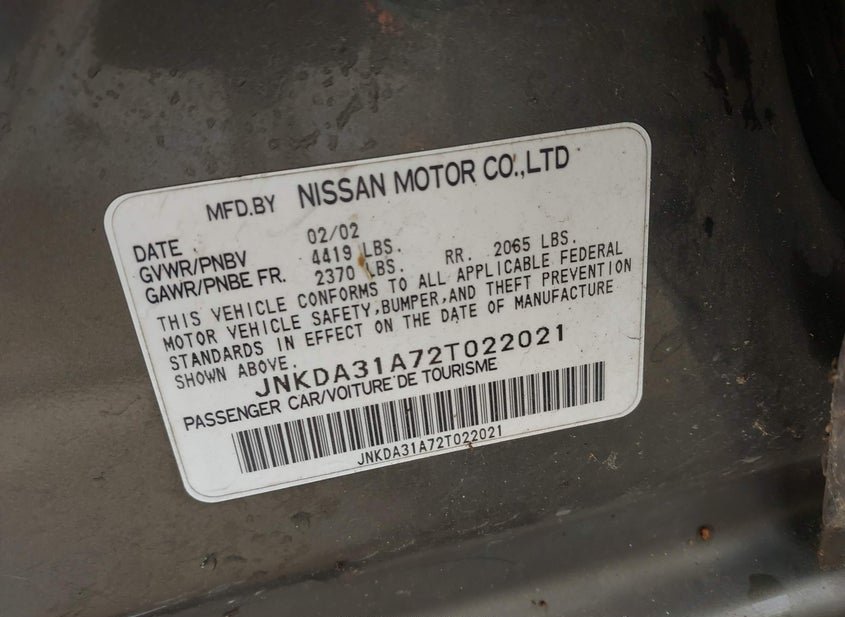 MFD.BY NISSAN MOTOR CO.,LTD
DATE 02/02
GVWR/PNBV 4419 LBS.
GAWR/PNBE FR. 2370 LBS. RR. 2065 LBS.
THIS VEHICLE CONFORMS TO ALL APPLICABLE FEDERAL
MOTOR VEHICLE SAFETY,BUMPER,AND THEFT PREVENTION
STANDARDS IN EFFECT ON THE DATE OF MANUFACTURE
SHOWN ABOVE.
JNKDA31A72T022021
PASSENGER CAR/VOITURE DE TOURISME
JNKDA31A72T022021